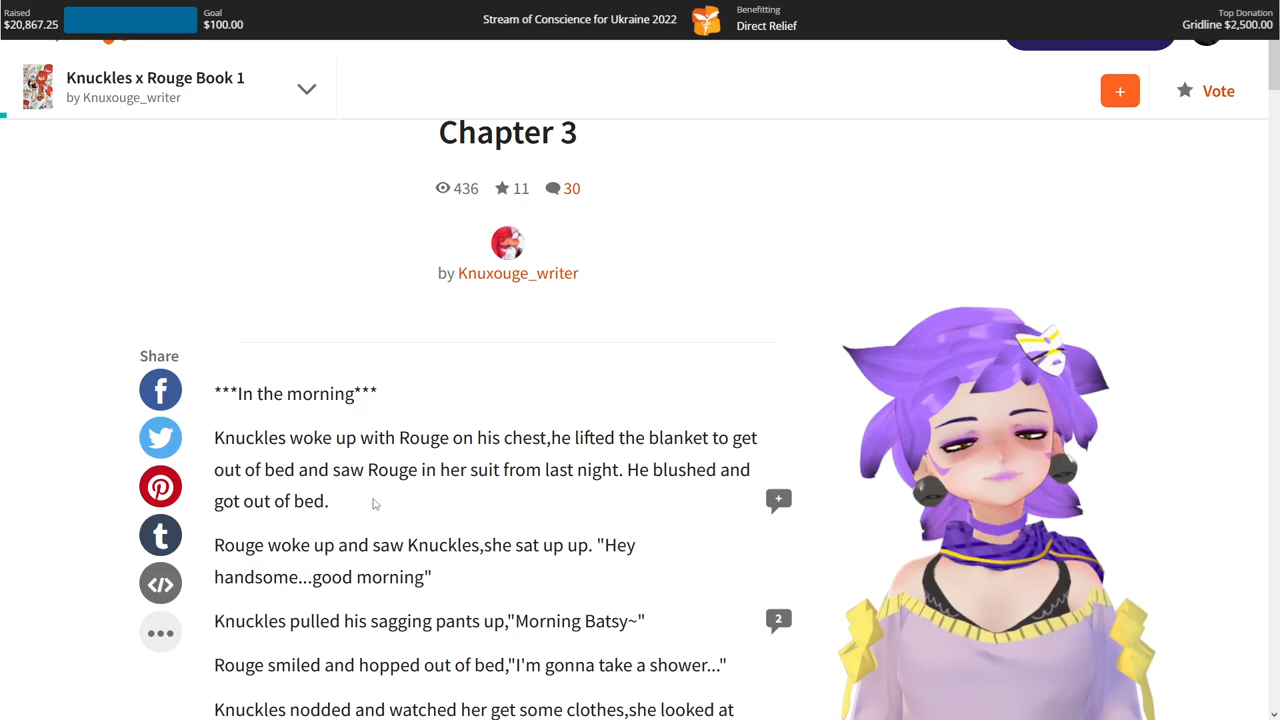 Raised
$20,867.25
Goal
$100.00
Stream of Conscience for Ukraine 2022
Benefitting
Direct Relief
Top Donation
Gridline $2,500.00
Knuckles x Rouge Book 1
by Knuxouge_writer
+
Vote
Chapter 3
436
11
30
by Knuxouge_writer
Share
***In the morning***
Knuckles woke up with Rouge on his chest,he lifted the blanket to get
out of bed and saw Rouge in her suit from last night. He blushed and
got out of bed.
+
Rouge woke up and saw Knuckles,she sat up up. "Hey
handsome...good morning"
Knuckles pulled his sagging pants up,"Morning Batsy~"
2
Rouge smiled and hopped out of bed,"I'm gonna take a shower..."
Knuckles nodded and watched her get some clothes,she looked at